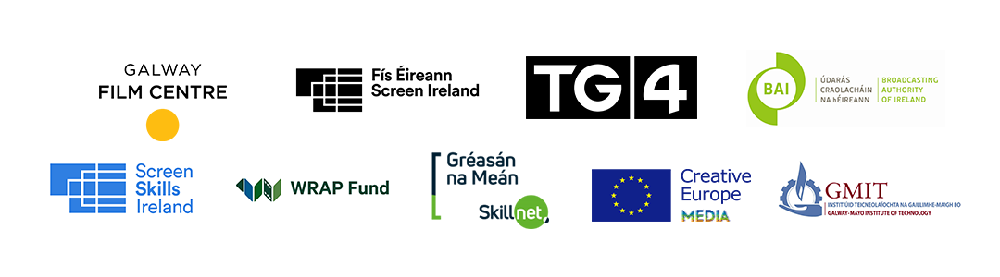 GALWAY
FILM CENTRE
Fís Éireann
Screen Ireland
TG4
BAI
ÚDARÁS
CRAOLACHÁIN
NA hÉIREANN
BROADCASTING
AUTHORITY
OF IRELAND
Screen
Skills
Ireland
WRAP Fund
Gréasán
na Meán
Skillnet
Creative
Europe
MEDIA
GMIT
INSTITIÚID TEICNEOLAÍOCHTA NA GAILLIMHE-MAIGH EO
GALWAY-MAYO INSTITUTE OF TECHNOLOGY